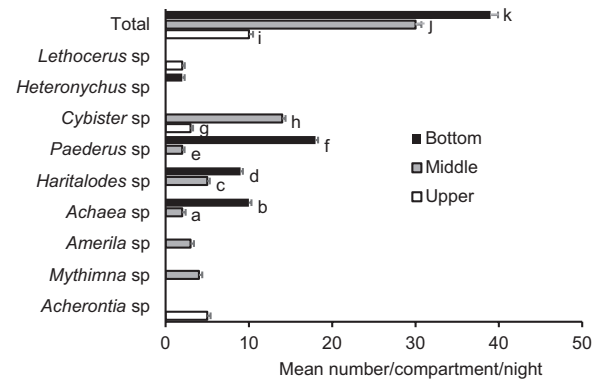 Total
Lethocerus sp
Heteronychus sp
Cybister sp
Paederus sp
Haritalodes sp
Achaea sp
Amerila sp
Mythimna sp
Acherontia sp
k
j
i
h
g
f
e
d
c
b
a
Bottom
Middle
Upper
0 10 20 30 40 50
Mean number/compartment/night